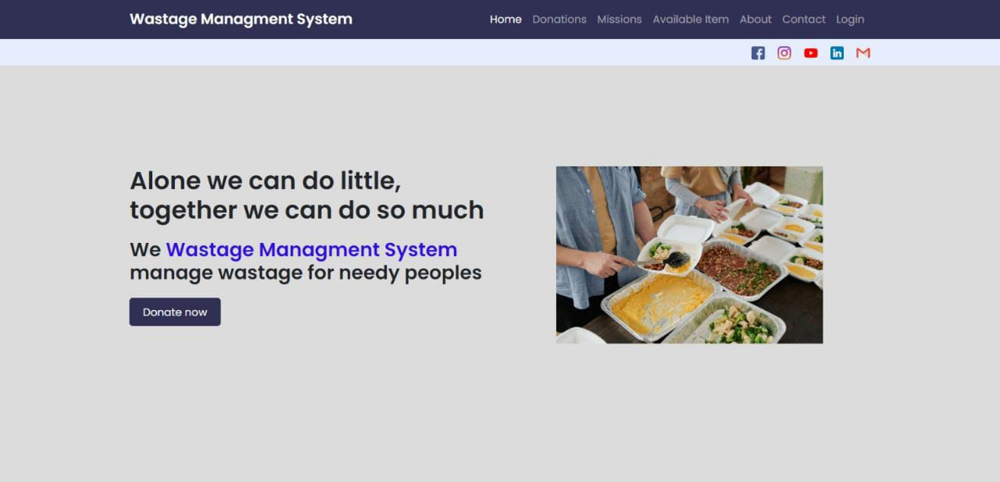 Wastage Managment System
Home Donations Missions Available Item About Contact Login
Alone we can do little,
together we can do so much
We Wastage Managment System
manage wastage for needy peoples
Donate now